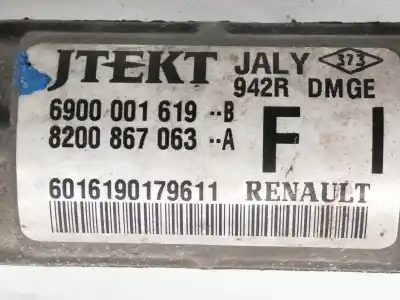 JTEKT JALY 373
942R DMGE
6900 001 619 --B
8200 867 063 --A
F I
6016190179611 RENAULT